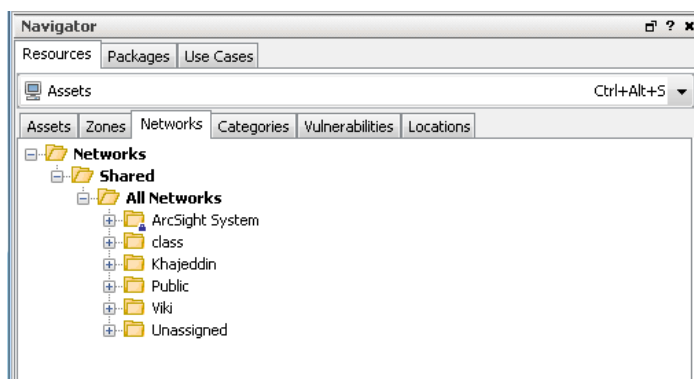 Navigator
Resources Packages Use Cases
Assets Ctrl+Alt+S
Assets Zones Networks Categories Vulnerabilities Locations
Networks
Shared
All Networks
ArcSight System
class
Khajeddin
Public
Viki
Unassigned